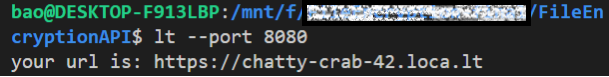 bao@DESKTOP-F913LBP:/mnt/f/ /FileEn
cryptionAPI$ lt --port 8080
your url is: https://chatty-crab-42.loca.lt